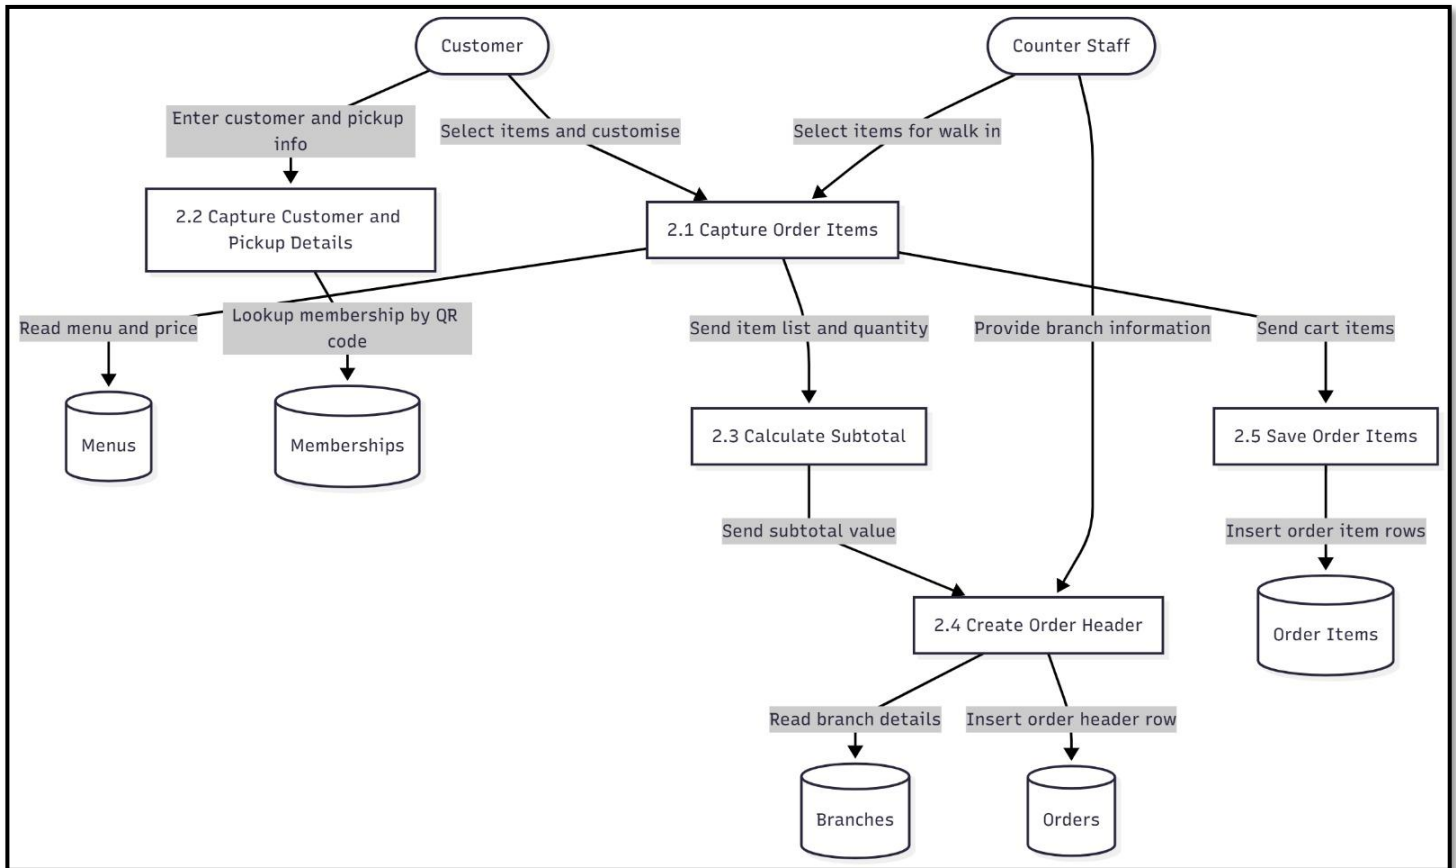 Customer
Counter Staff
Enter customer and pickup
info
Select items and customise
Select items for walk in
2.2 Capture Customer and
Pickup Details
2.1 Capture Order Items
Read menu and price
Lookup membership by QR
code
Send item list and quantity
Provide branch information
Send cart items
Menus
Memberships
2.3 Calculate Subtotal
2.5 Save Order Items
Send subtotal value
Insert order item rows
2.4 Create Order Header
Order Items
Read branch details
Insert order header row
Branches
Orders